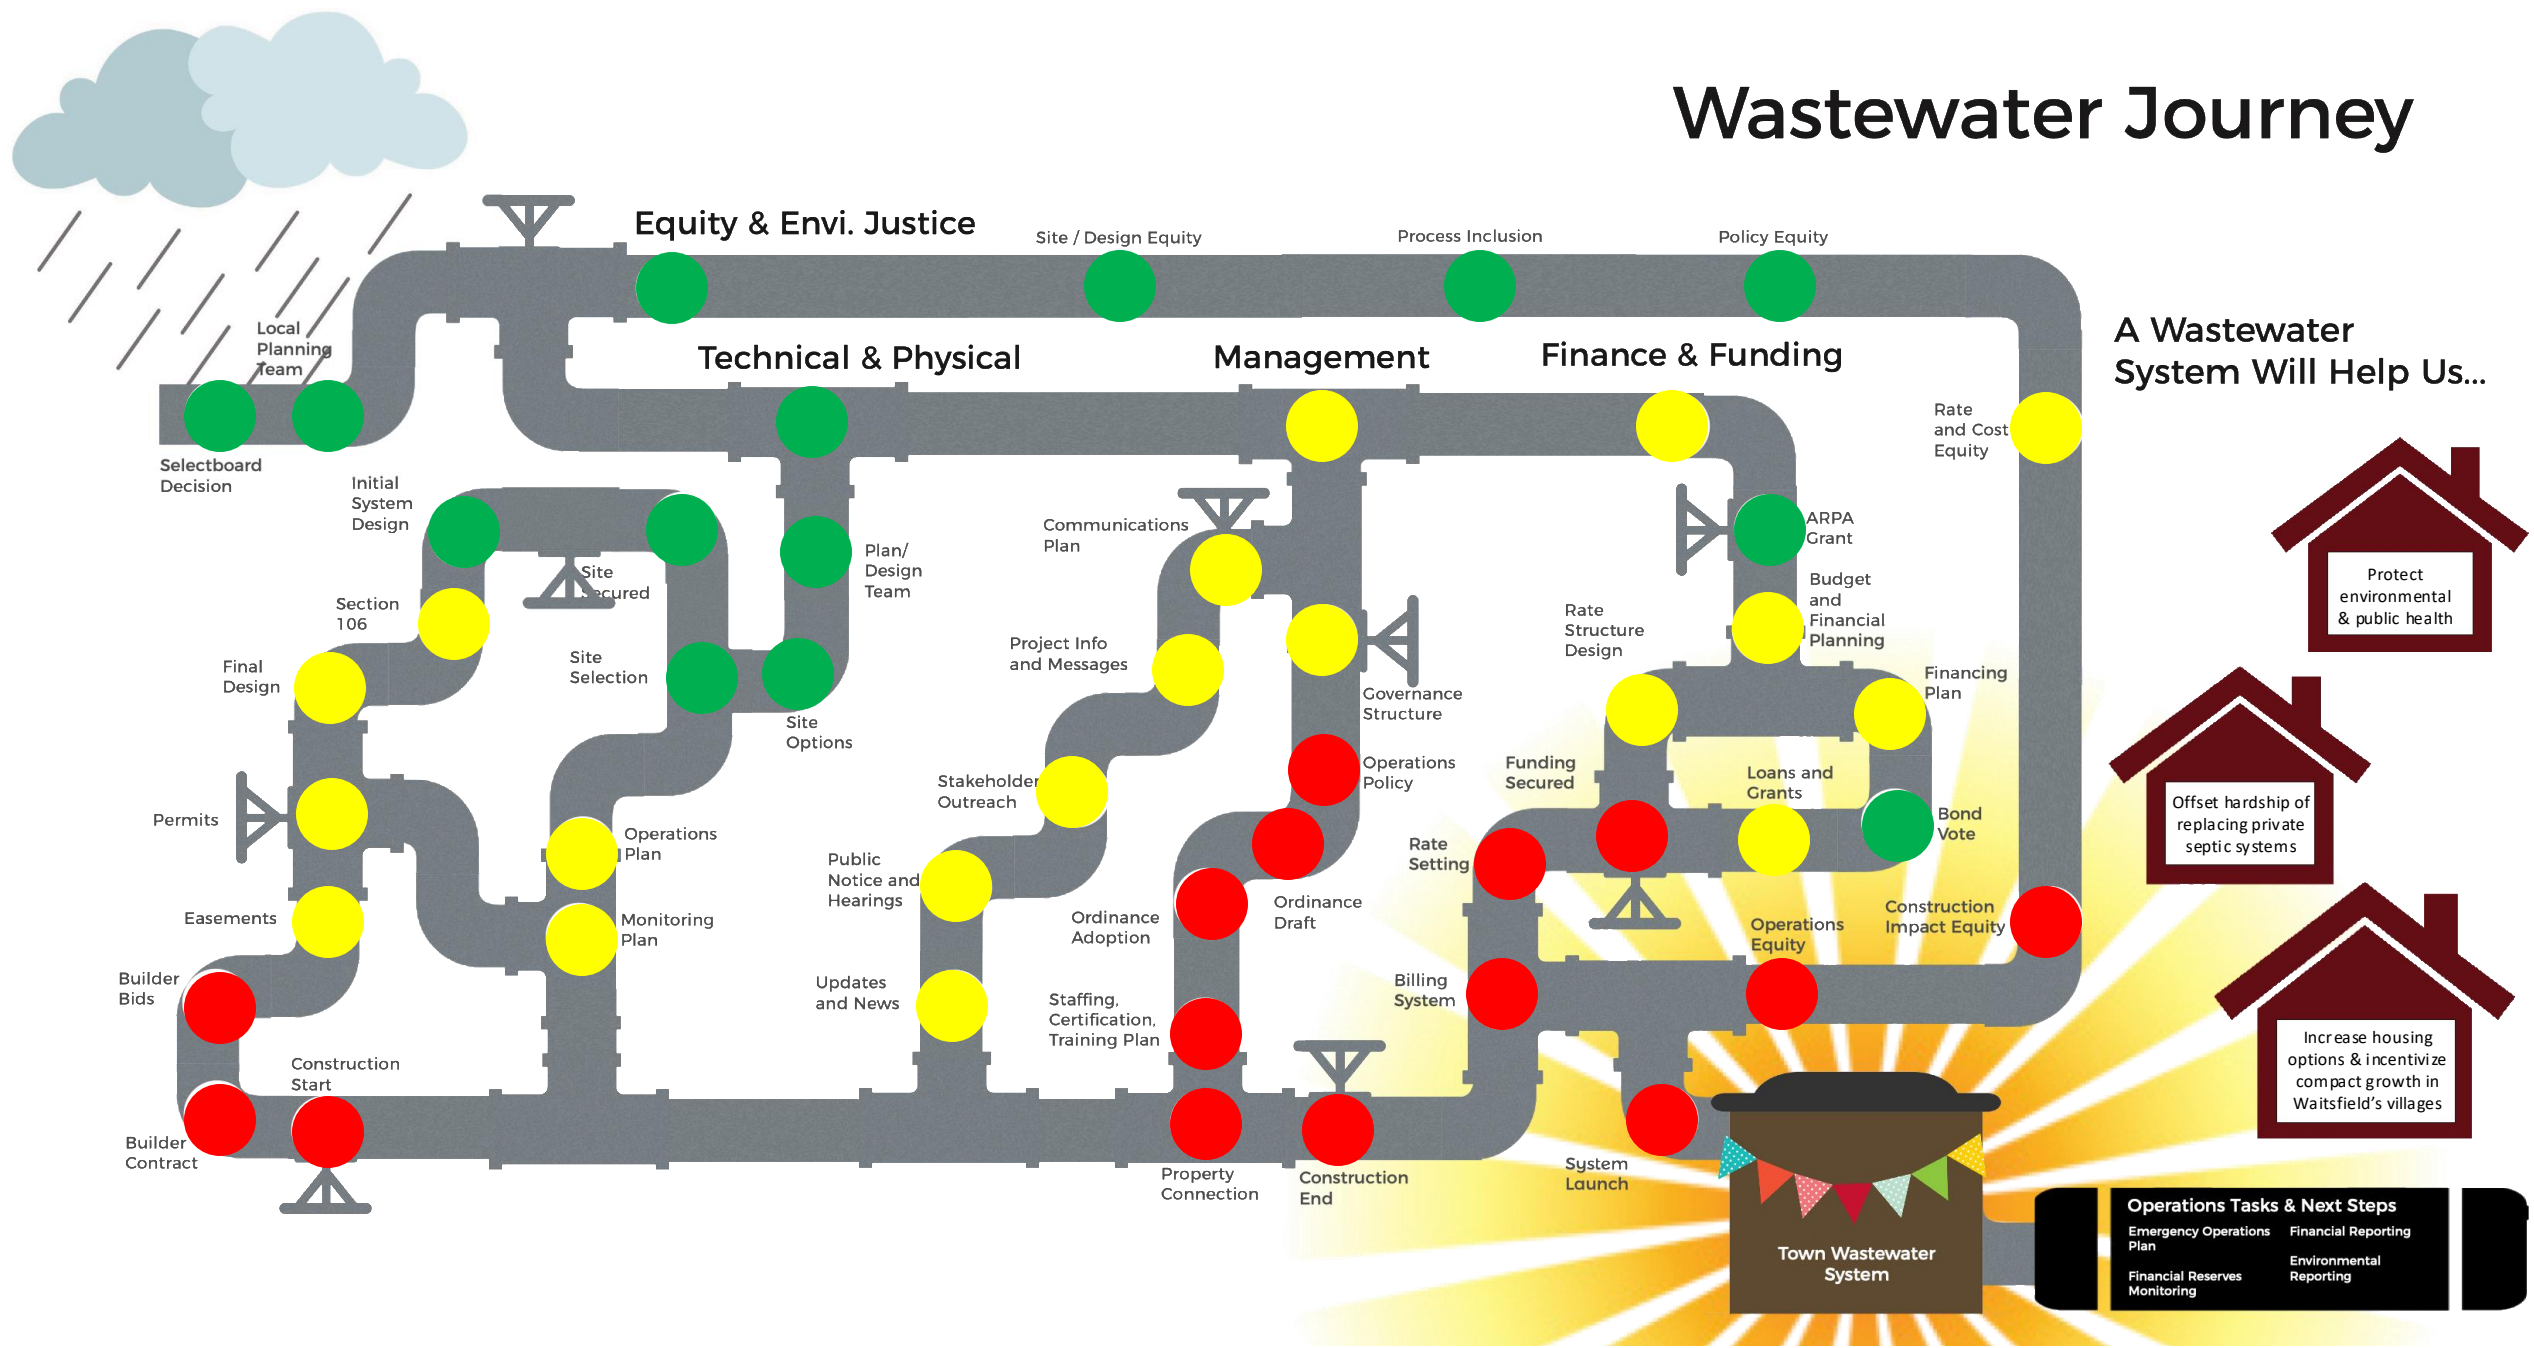 Wastewater Journey
Equity & Envi. Justice
Site / Design Equity
Process Inclusion
Policy Equity
Local
Planning
Team
Technical & Physical
Management
Finance & Funding
A Wastewater
System Will Help Us...
Selectboard
Decision
Rate
and Cost
Equity
Initial
System
Design
Communications
Plan
ARPA
Grant
Plan/
Design
Team
Site
Secured
Section
106
Budget
and
Financial
Planning
Rate
Structure
Design
Protect
environmental
& public health
Final
Design
Site
Selection
Project Info
and Messages
Governance
Structure
Financing
Plan
Site
Options
Permits
Operations
Plan
Stakeholder
Outreach
Operations
Policy
Funding
Secured
Loans and
Grants
Bond
Vote
Offset hardship of
replacing private
septic systems
Easements
Monitoring
Plan
Public
Notice and
Hearings
Ordinance
Adoption
Ordinance
Draft
Rate
Setting
Operations
Equity
Construction
Impact Equity
Builder
Bids
Updates
and News
Staffing,
Certification,
Training Plan
Billing
System
Construction
Start
Increase housing
options & incentivize
compact growth in
Waitsfield's villages
Builder
Contract
Property
Connection
Construction
End
System
Launch
Town Wastewater
System
Operations Tasks & Next Steps
Emergency Operations
Plan
Financial Reserves
Monitoring
Financial Reporting
Environmental
Reporting